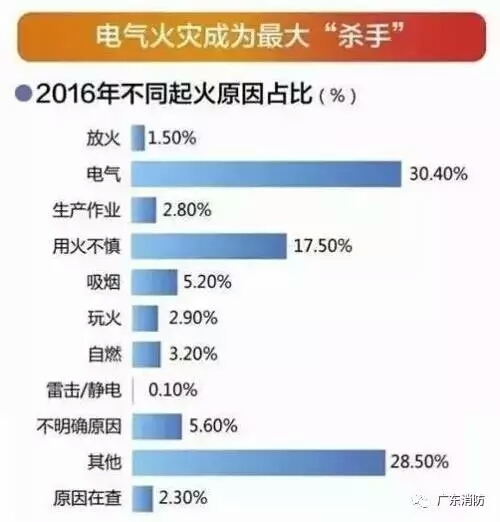 电气火灾成为最大“杀手”
2016年不同起火原因占比(%)
放火 1.50%
电气 30.40%
生产作业 2.80%
用火不慎 17.50%
吸烟 5.20%
玩火 2.90%
自燃 3.20%
雷击/静电 0.10%
不明确原因 5.60%
其他 28.50%
原因在查 2.30%
广东消防